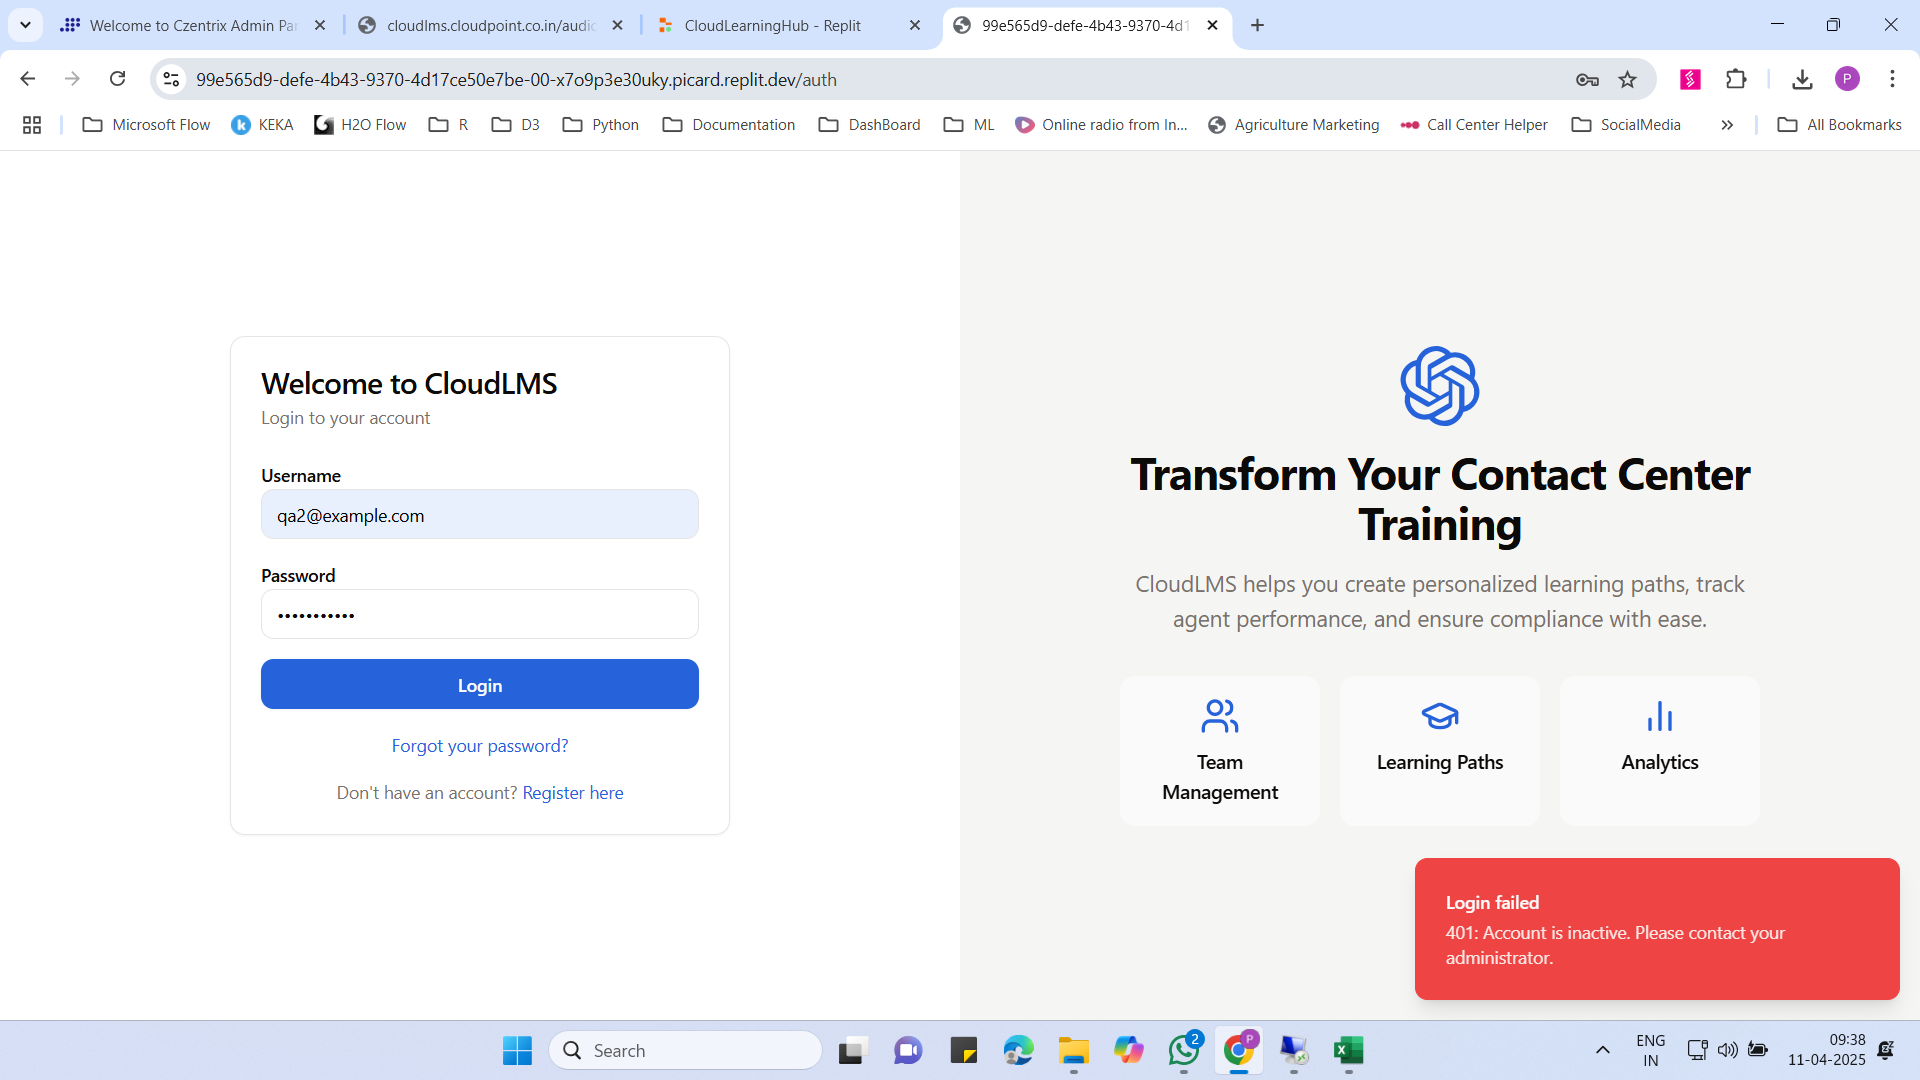 Welcome to Czentrix Admin Pa
cloudlms.cloudpoint.co.in/audio
CloudLearningHub - Replit
99e565d9-defe-4b43-9370-4d1
99e565d9-defe-4b43-9370-4d17ce50e7be-00-x7o9p3e30uky.picard.replit.dev/auth
P
Microsoft Flow
KEKA
H2O Flow
R
D3
Python
Documentation
DashBoard
ML
Online radio from In...
Agriculture Marketing
Call Center Helper
SocialMedia
All Bookmarks
Welcome to CloudLMS
Login to your account
Username
qa2@example.com
Password
Login
Forgot your password?
Don't have an account? Register here
Transform Your Contact Center
Training
CloudLMS helps you create personalized learning paths, track
agent performance, and ensure compliance with ease.
Team
Management
Learning Paths
Analytics
Login failed
401: Account is inactive. Please contact your
administrator.
Search
2
P
ENG
IN
09:38
11-04-2025